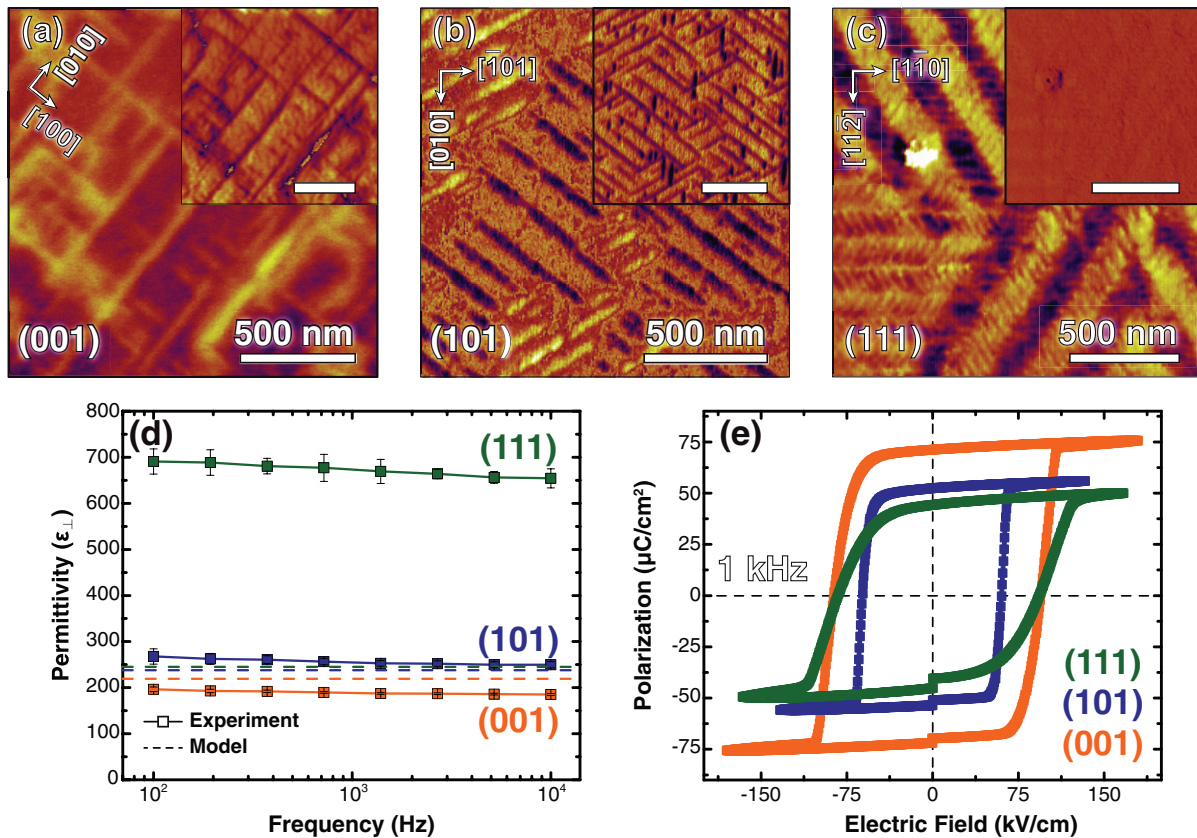 (a)
[010]
[100]
(001)
500 nm
(b)
[1̄01]
[010]
(101)
500 nm
(c)
[1̄10]
[112̄]
(111)
500 nm
(d)
Permittivity (ε⊥)
800
700
600
500
400
300
200
100
0
(111)
(101)
(001)
Experiment
Model
10² 10³ 10⁴
Frequency (Hz)
(e)
Polarization (µC/cm²)
75
50
25
0
-25
-50
-75
1 kHz
(111)
(101)
(001)
-150 -75 0 75 150
Electric Field (kV/cm)